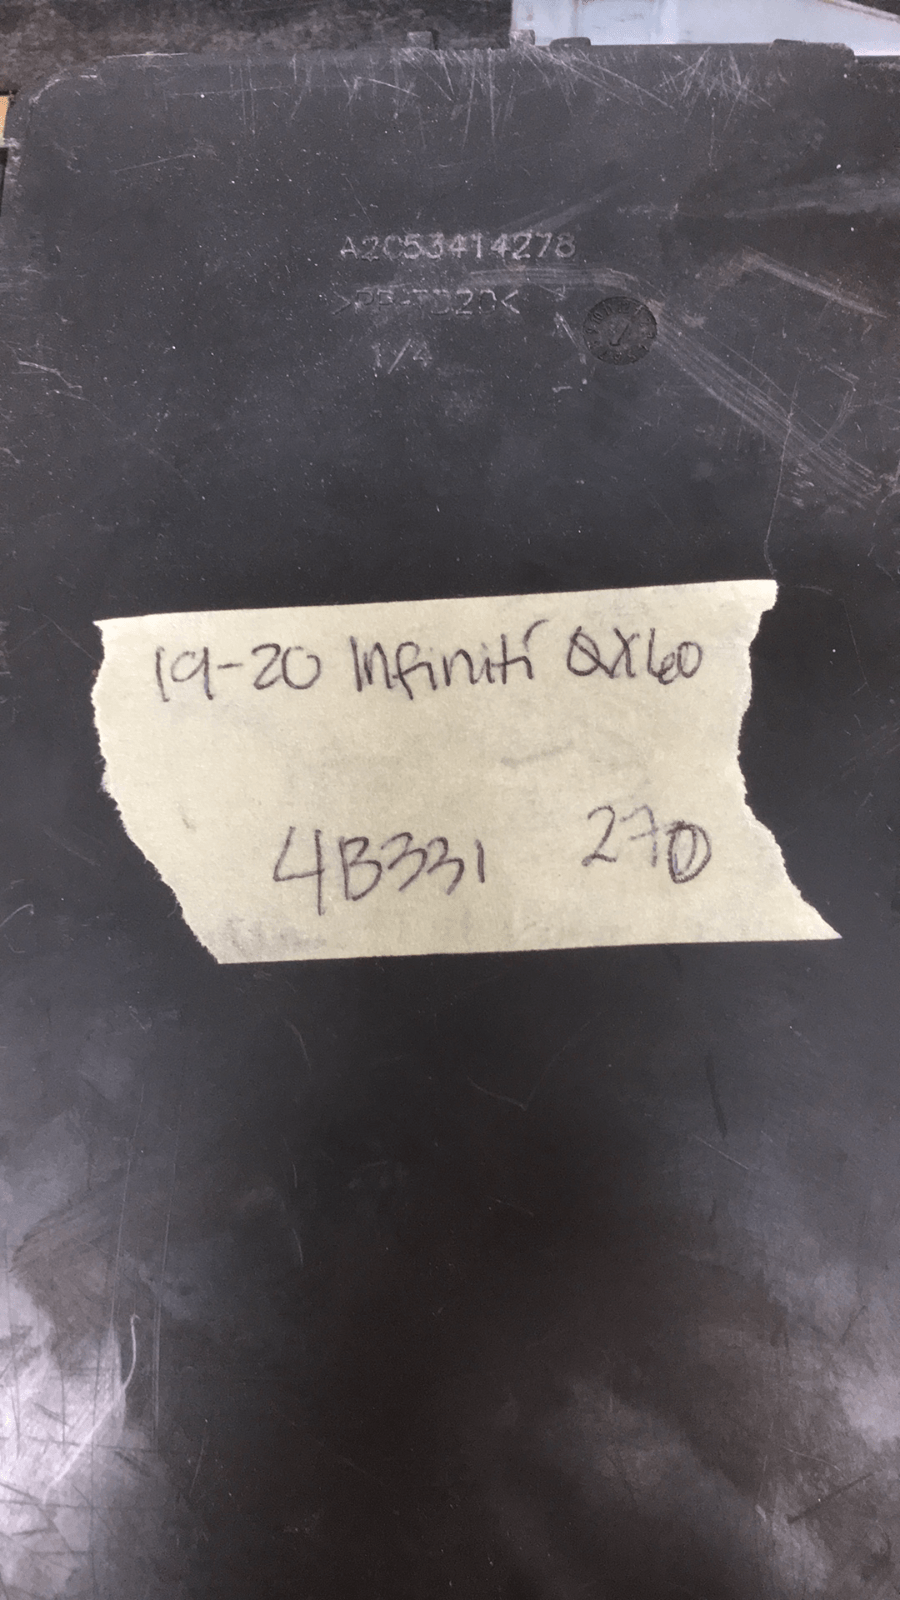 A2C53414278
1/4
19-20 Infiniti QX60
4B331 270